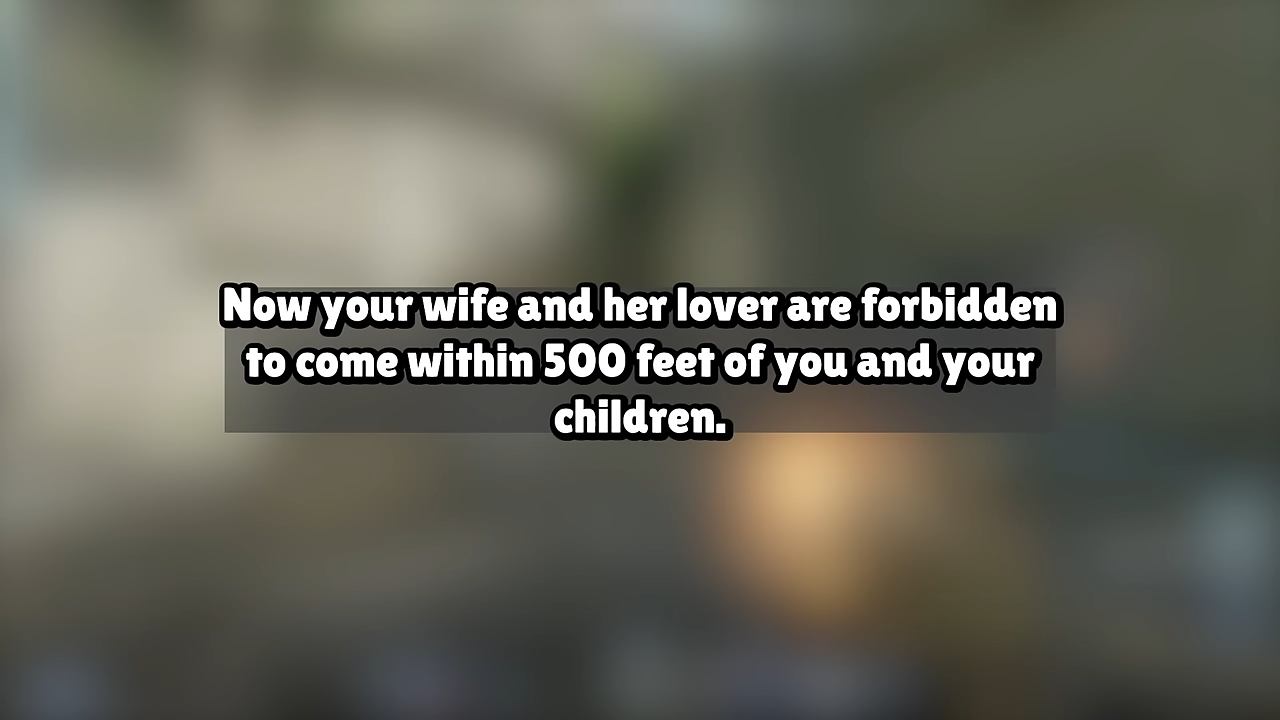 Now your wife and her lover are forbidden
to come within 500 feet of you and your
children.